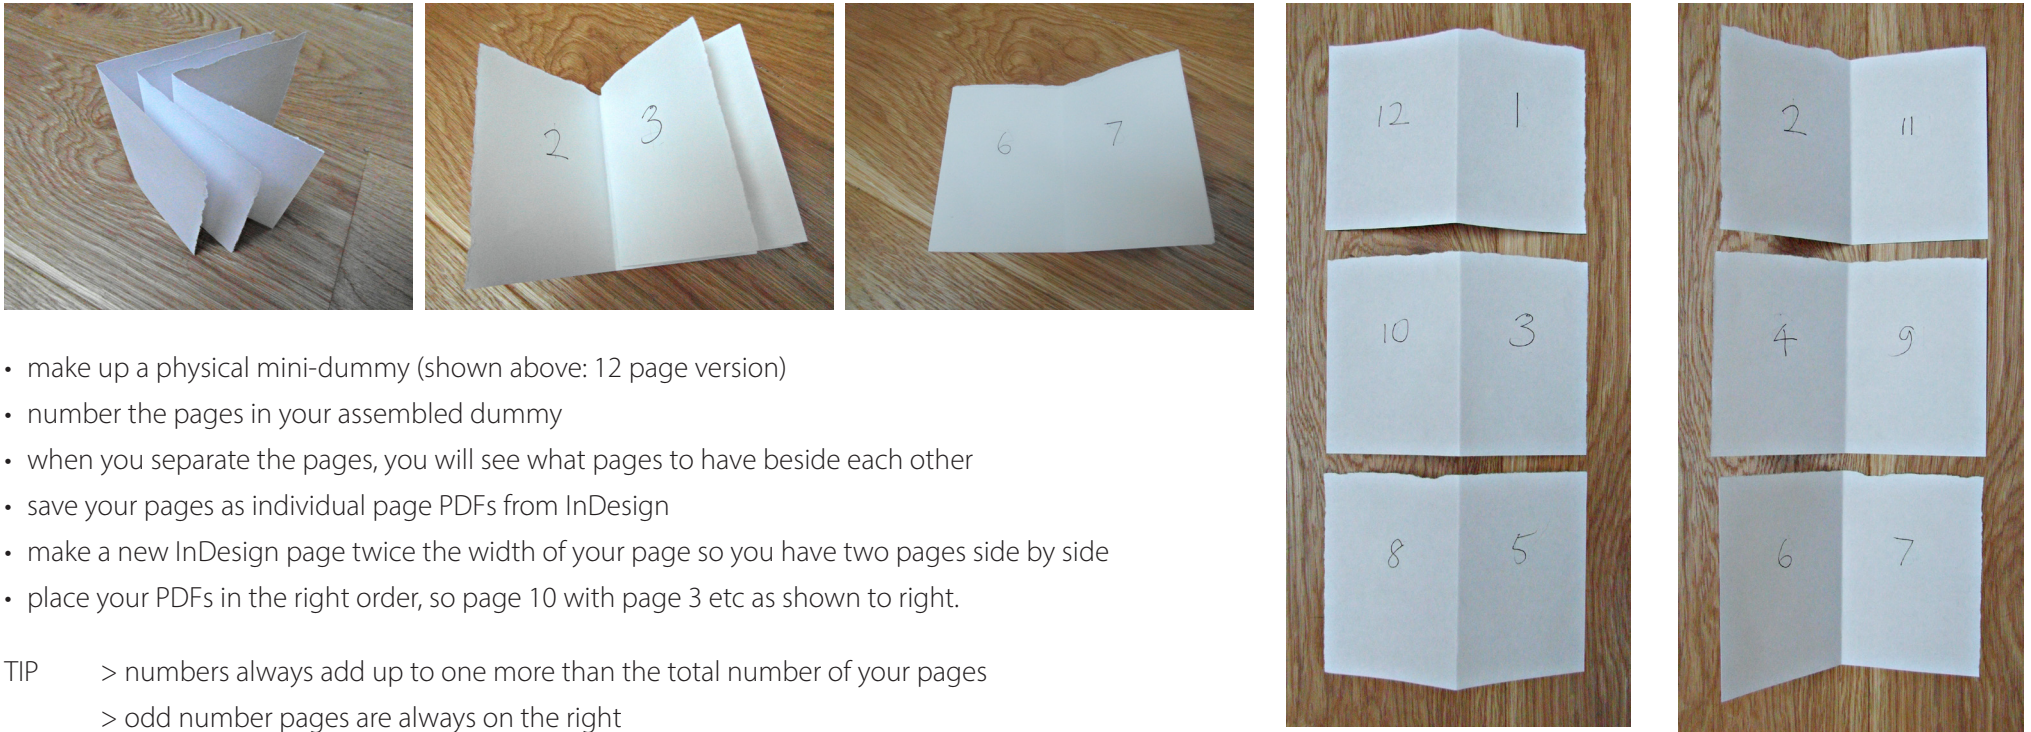 2 3
6 7
12 1
10 3
8 5
2 11
4 9
6 7
• make up a physical mini-dummy (shown above: 12 page version)
• number the pages in your assembled dummy
• when you separate the pages, you will see what pages to have beside each other
• save your pages as individual page PDFs from InDesign
• make a new InDesign page twice the width of your page so you have two pages side by side
• place your PDFs in the right order, so page 10 with page 3 etc as shown to right.
TIP > numbers always add up to one more than the total number of your pages
> odd number pages are always on the right